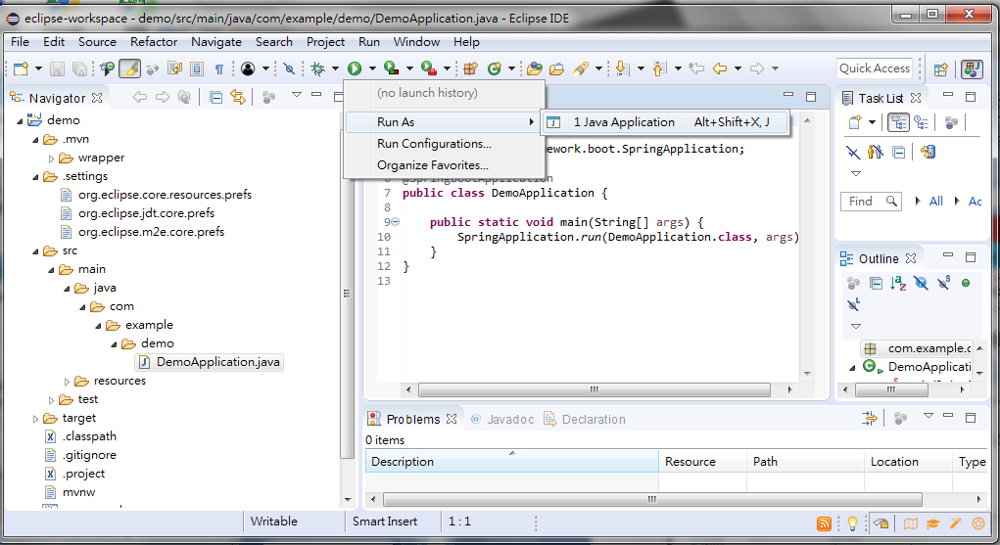 eclipse-workspace - demo/src/main/java/com/example/demo/DemoApplication.java - Eclipse IDE
File Edit Source Refactor Navigate Search Project Run Window Help
Quick Access
Navigator
demo
.mvn
wrapper
.settings
org.eclipse.core.resources.prefs
org.eclipse.jdt.core.prefs
org.eclipse.m2e.core.prefs
src
main
java
com
example
demo
DemoApplication.java
resources
test
target
.classpath
.gitignore
.project
mvnw
(no launch history)
Run As
Run Configurations...
Organize Favorites...
1 Java Application Alt+Shift+X, J
ework.boot.SpringApplication;
@SpringBootApplication
7 public class DemoApplication {
8
9 public static void main(String[] args) {
10 SpringApplication.run(DemoApplication.class, args)
11 }
12 }
13
Task List
Find All Ac
Outline
com.example.d
DemoApplicati
Problems Javadoc Declaration
0 items
Description Resource Path Location Type
Writable Smart Insert 1 : 1